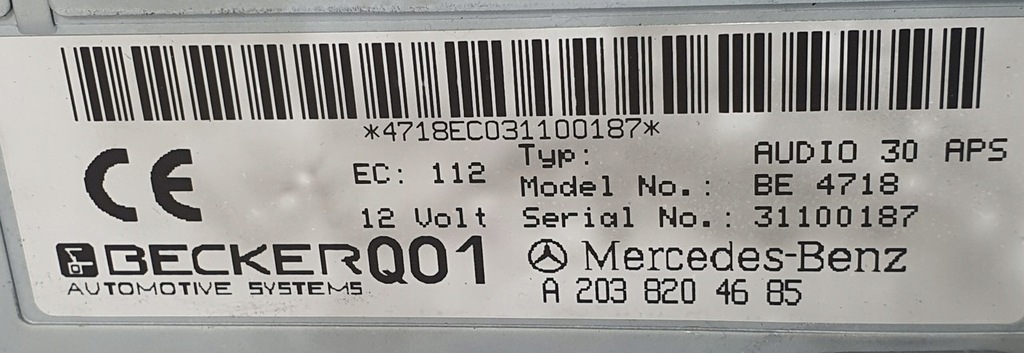 *4718EC031100187*
CE
EC: 112
12 Volt
Typ: AUDIO 30 APS
Model No.: BE 4718
Serial No.: 31100187
BECKER Q01
AUTOMOTIVE SYSTEMS
Mercedes-Benz
A 203 820 46 85